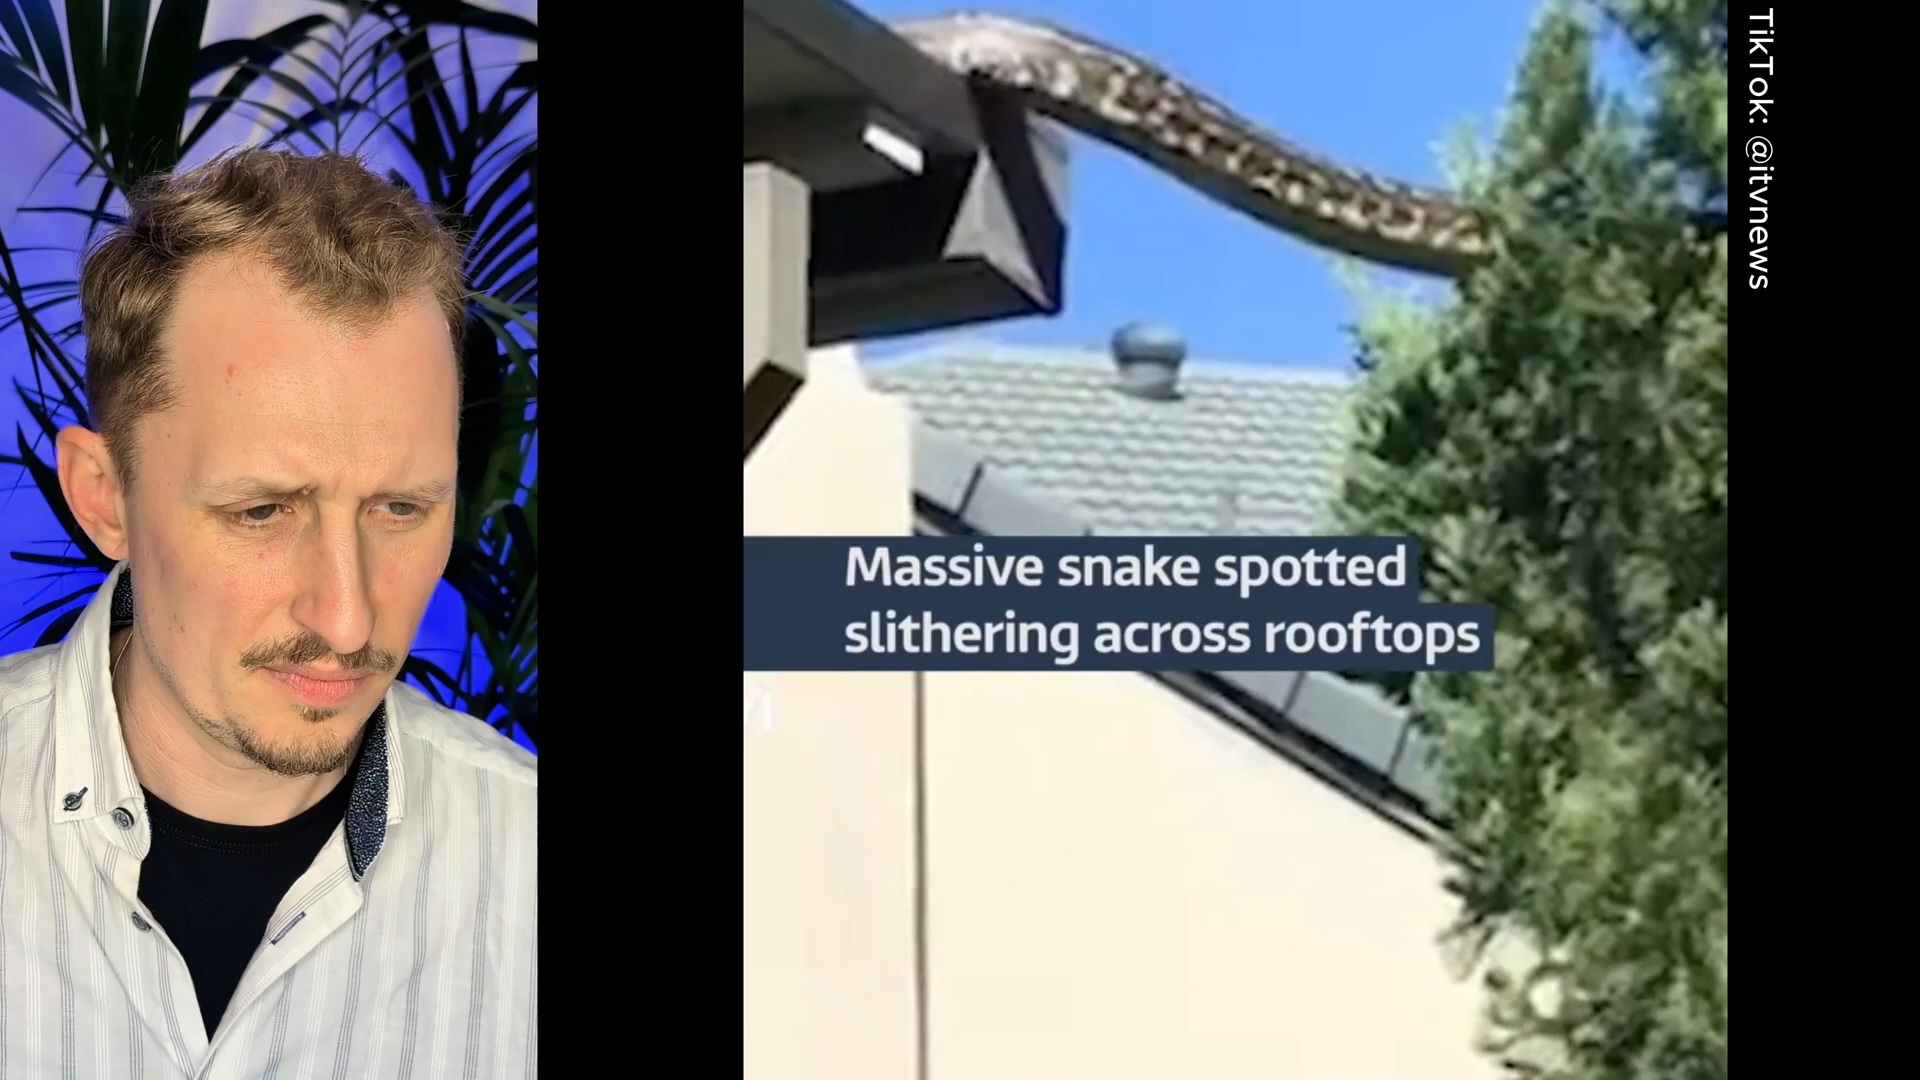 Massive snake spotted
slithering across rooftops
TikTok: @itvnews